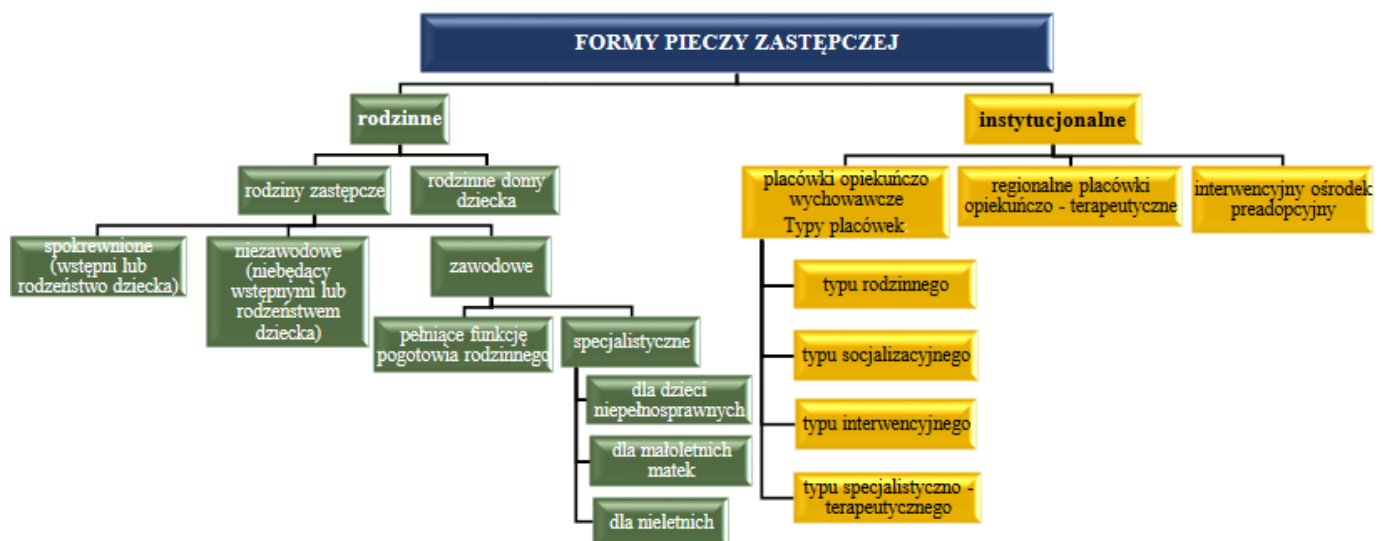 FORMY PIECZY ZASTĘPCZEJ
rodzinne
instytucjonalne
rodziny zastępcze
rodzinne domy
dziecka
placówki opiekuńczo
wychowawcze
Typy placówek
regionalne placówki
opiekuńczo - terapeutyczne
interwencyjny ośrodek
preadopcyjny
spokrewnione
(wstępni lub
rodzeństwo dziecka)
niezawodowe
(niebędący
wstępnymi lub
rodzeństwem
dziecka)
zawodowe
pełniące funkcję
pogotowia rodzinnego
specjalistyczne
dla dzieci
niepełnosprawnych
dla małoletnich
matek
dla nieletnich
typu rodzinnego
typu socjalizacyjnego
typu interwencyjnego
typu specjalistyczno -
terapeutycznego